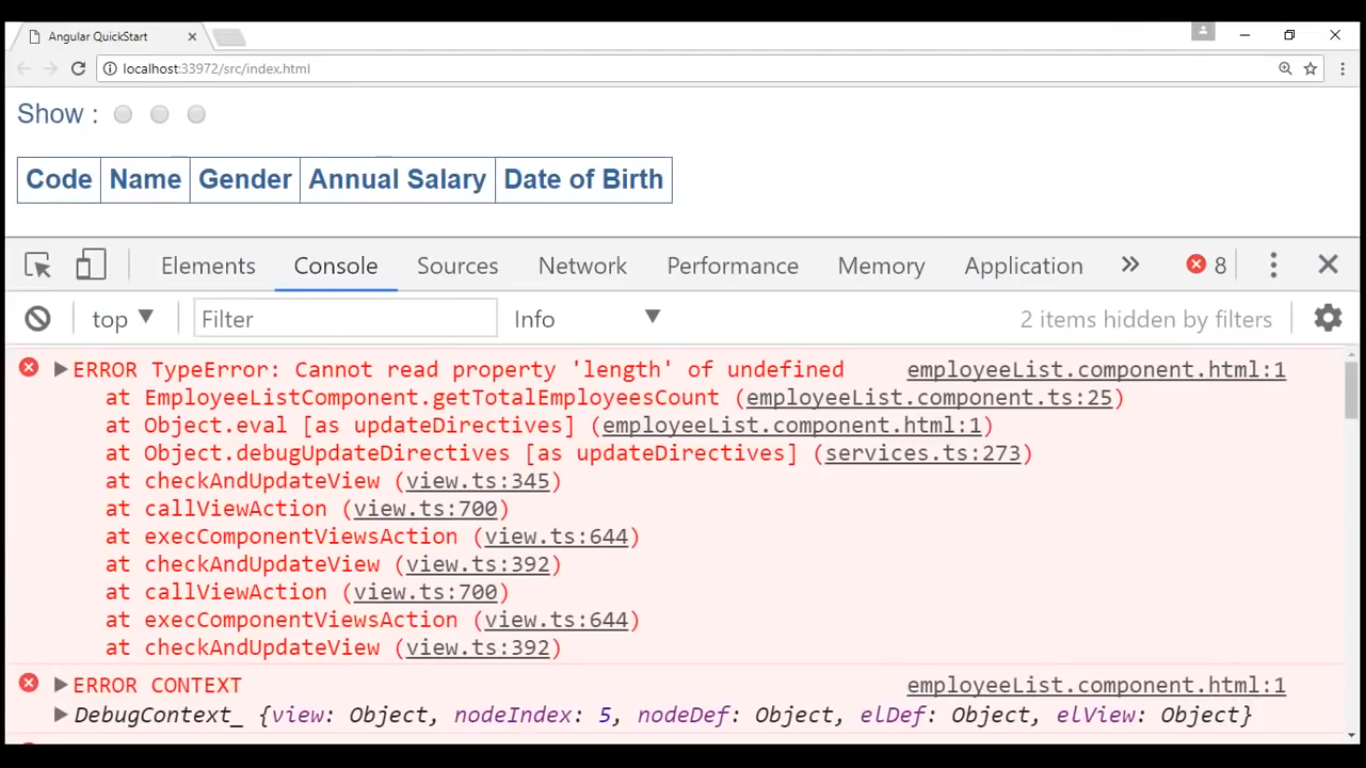 Angular QuickStart
localhost:33972/src/index.html
Show :
Code Name Gender Annual Salary Date of Birth
Elements Console Sources Network Performance Memory Application » 8
top Filter Info 2 items hidden by filters
ERROR TypeError: Cannot read property 'length' of undefined employeeList.component.html:1
at EmployeeListComponent.getTotalEmployeesCount (employeeList.component.ts:25)
at Object.eval [as updateDirectives] (employeeList.component.html:1)
at Object.debugUpdateDirectives [as updateDirectives] (services.ts:273)
at checkAndUpdateView (view.ts:345)
at callViewAction (view.ts:700)
at execComponentViewsAction (view.ts:644)
at checkAndUpdateView (view.ts:392)
at callViewAction (view.ts:700)
at execComponentViewsAction (view.ts:644)
at checkAndUpdateView (view.ts:392)
ERROR CONTEXT employeeList.component.html:1
DebugContext_ {view: Object, nodeIndex: 5, nodeDef: Object, elDef: Object, elView: Object}